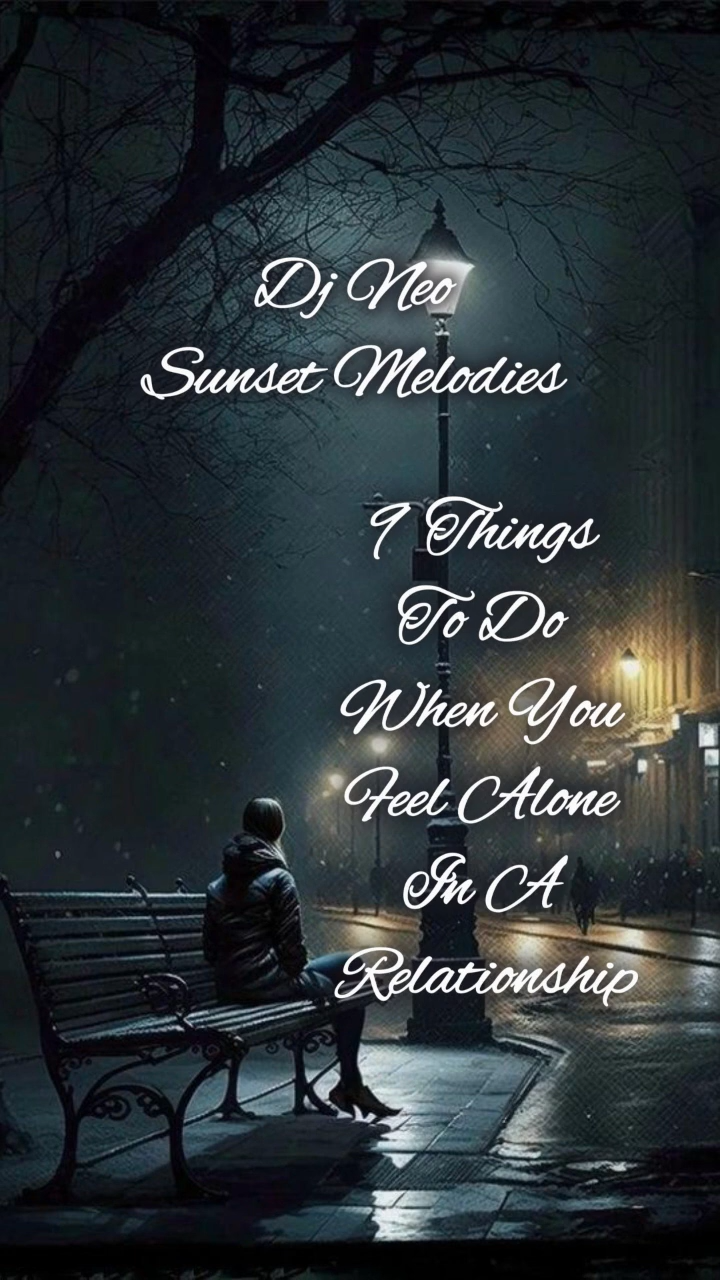 Dj Neo
Sunset Melodies
9 Things
To Do
When You
Feel Alone
In A
Relationship